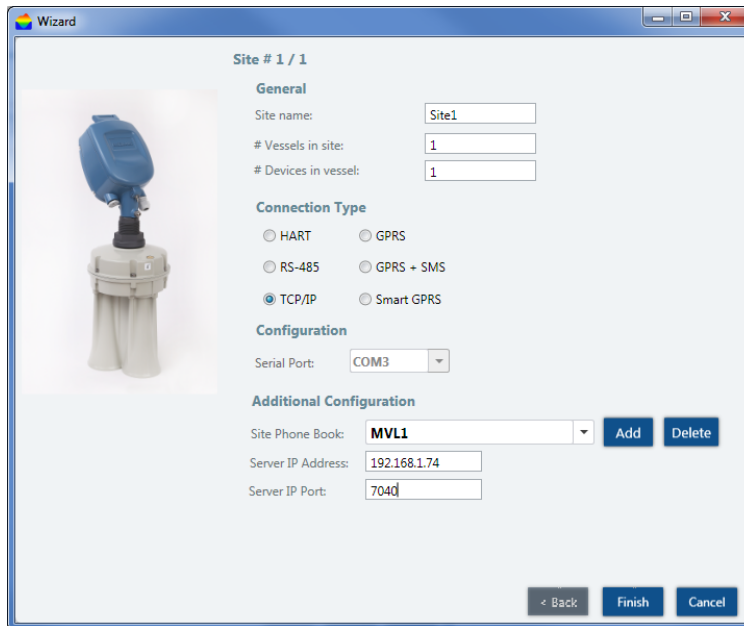 Wizard
Site # 1 / 1
General
Site name: Site1
# Vessels in site: 1
# Devices in vessel: 1
Connection Type
HART GPRS
RS-485 GPRS + SMS
TCP/IP Smart GPRS
Configuration
Serial Port: COM3
Additional Configuration
Site Phone Book: MVL1 Add Delete
Server IP Address: 192.168.1.74
Server IP Port: 7040
< Back Finish Cancel